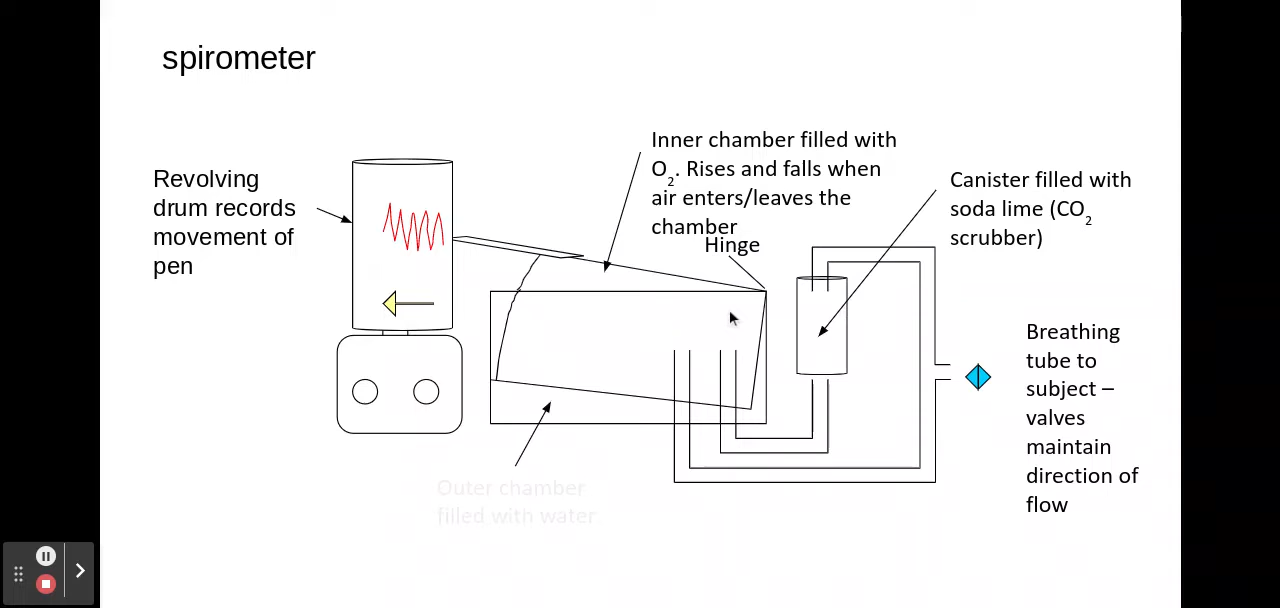 spirometer
Revolving
drum records
movement of
pen
Inner chamber filled with
O2. Rises and falls when
air enters/leaves the
chamber
Hinge
Canister filled with
soda lime (CO2
scrubber)
Breathing
tube to
subject –
valves
maintain
direction of
flow
Outer chamber
filled with water